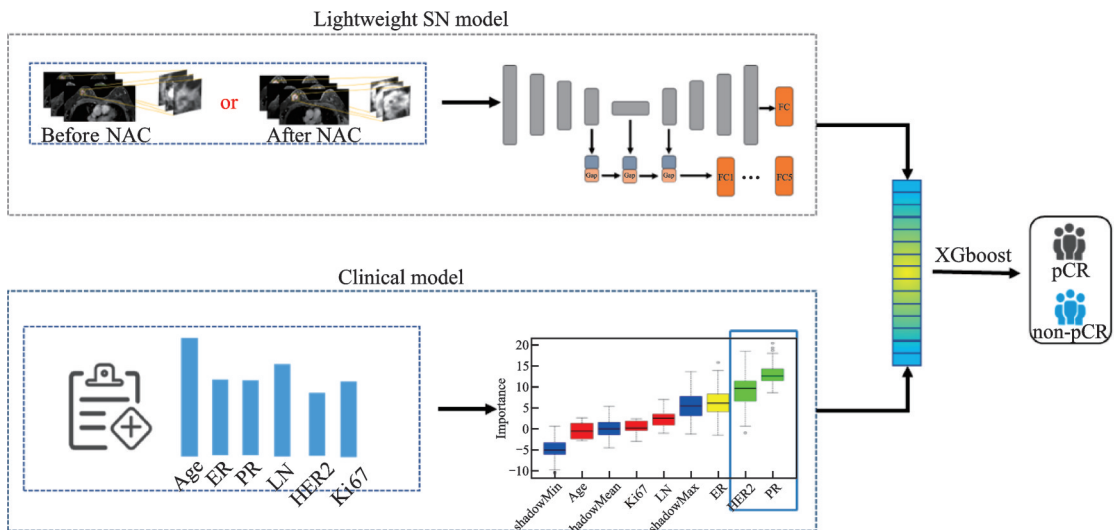 Lightweight SN model
Before NAC
or
After NAC
FC
Gap
Gap
Gap
FC1
•••
FC5
XGboost
pCR
non-pCR
Clinical model
Age
ER
PR
LN
HER2
Ki67
Importance
20
15
10
5
0
−5
−10
shadowMin
Age
shadowMean
Ki67
LN
shadowMax
ER
HER2
PR